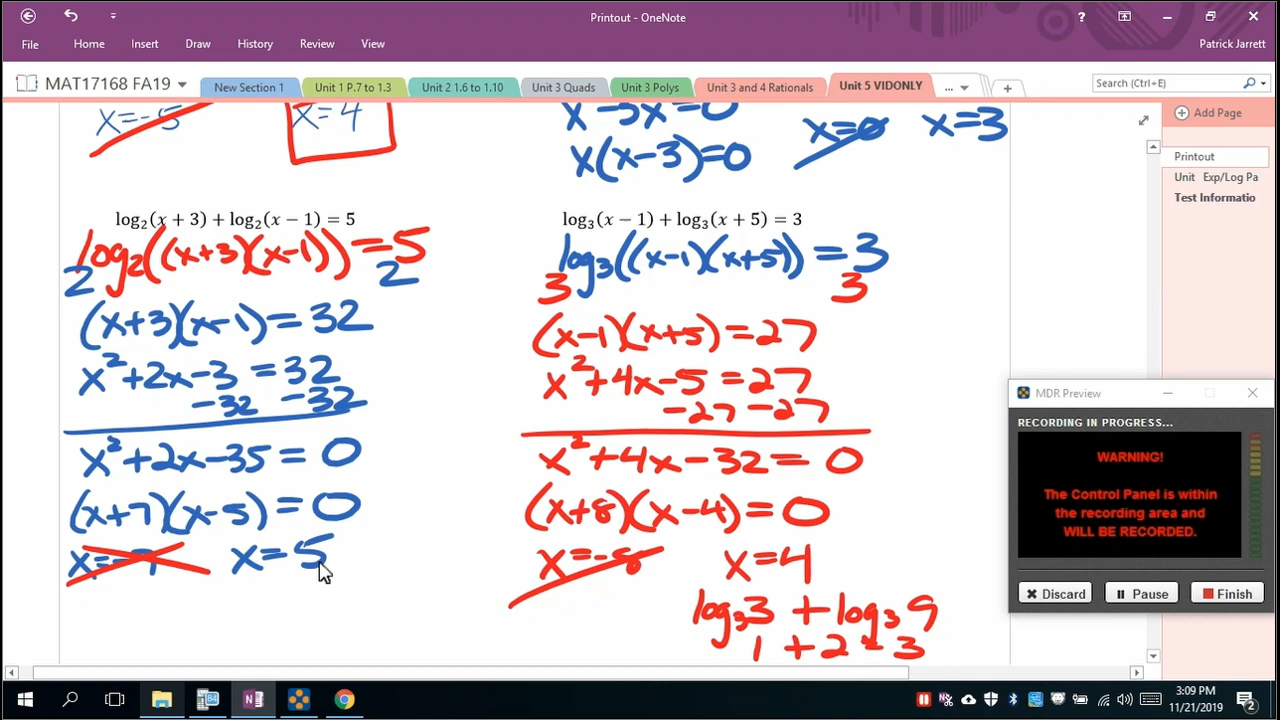 Printout - OneNote
?
File Home Insert Draw History Review View
Patrick Jarrett
MAT17168 FA19
New Section 1
Unit 1 P.7 to 1.3
Unit 2 1.6 to 1.10
Unit 3 Quads
Unit 3 Polys
Unit 3 and 4 Rationals
Unit 5 VIDONLY
...
+
Search (Ctrl+E)
Add Page
Printout
Unit Exp/Log Pa
Test Informatio
x=-5
x=4
x(x-3)=0
x=0 x=3
log₂(x + 3) + log₂(x − 1) = 5
log₂((x+3)(x-1))=5
2 2
(x+3)(x-1)=32
x²+2x-3=32
-32 -32
x²+2x-35=0
(x+7)(x-5)=0
x=-7 x=5
log₃(x − 1) + log₃(x + 5) = 3
log₃((x-1)(x+5))=3
3 3
(x-1)(x+5)=27
x²+4x-5=27
-27 -27
x²+4x-32=0
(x+8)(x-4)=0
x=-8 x=4
log₃3 + log₃9
1+2=3
MDR Preview
RECORDING IN PROGRESS...
WARNING!
The Control Panel is within
the recording area and
WILL BE RECORDED.
Discard
Pause
Finish
3:09 PM
11/21/2019
2